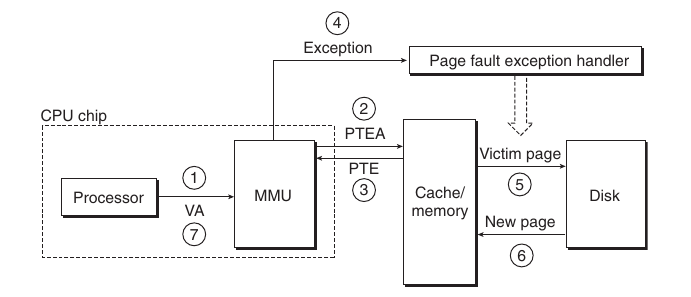 4
Exception
Page fault exception handler
CPU chip
2
PTEA
PTE
3
1
VA
7
Processor
MMU
Cache/
memory
Victim page
5
New page
6
Disk